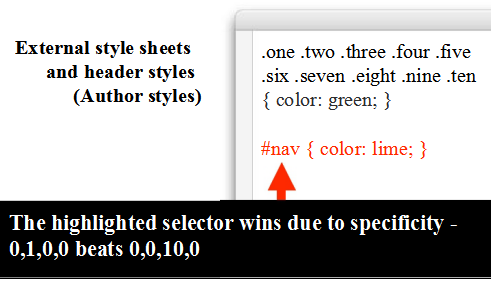 External style sheets
and header styles
(Author styles)
.one .two .three .four .five
.six .seven .eight .nine .ten
{ color: green; }
#nav { color: lime; }
The highlighted selector wins due to specificity -
0,1,0,0 beats 0,0,10,0